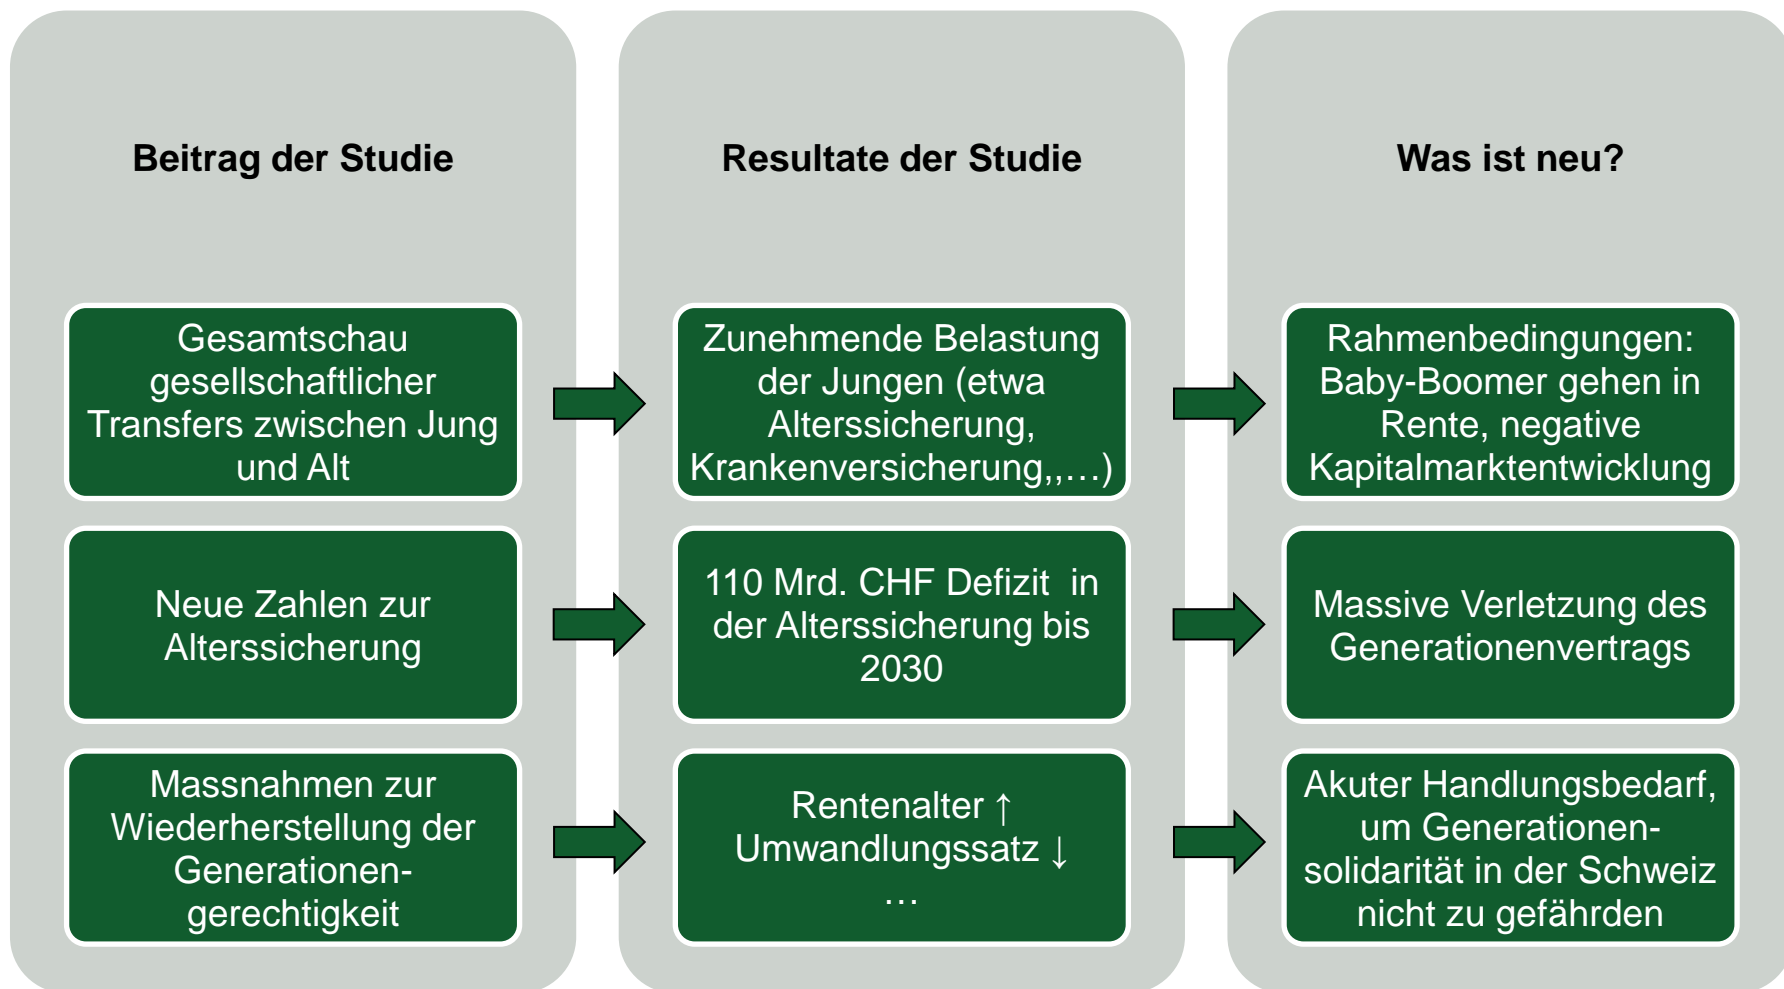 Beitrag der Studie
Gesamtschau
gesellschaftlicher
Transfers zwischen Jung
und Alt
Neue Zahlen zur
Alterssicherung
Massnahmen zur
Wiederherstellung der
Generationen-
gerechtigkeit
Resultate der Studie
Zunehmende Belastung
der Jungen (etwa
Alterssicherung,
Krankenversicherung,,…)
110 Mrd. CHF Defizit  in
der Alterssicherung bis
2030
Rentenalter ↑
Umwandlungssatz ↓
…
Was ist neu?
Rahmenbedingungen:
Baby-Boomer gehen in
Rente, negative
Kapitalmarktentwicklung
Massive Verletzung des
Generationenvertrags
Akuter Handlungsbedarf,
um Generationen-
solidarität in der Schweiz
nicht zu gefährden